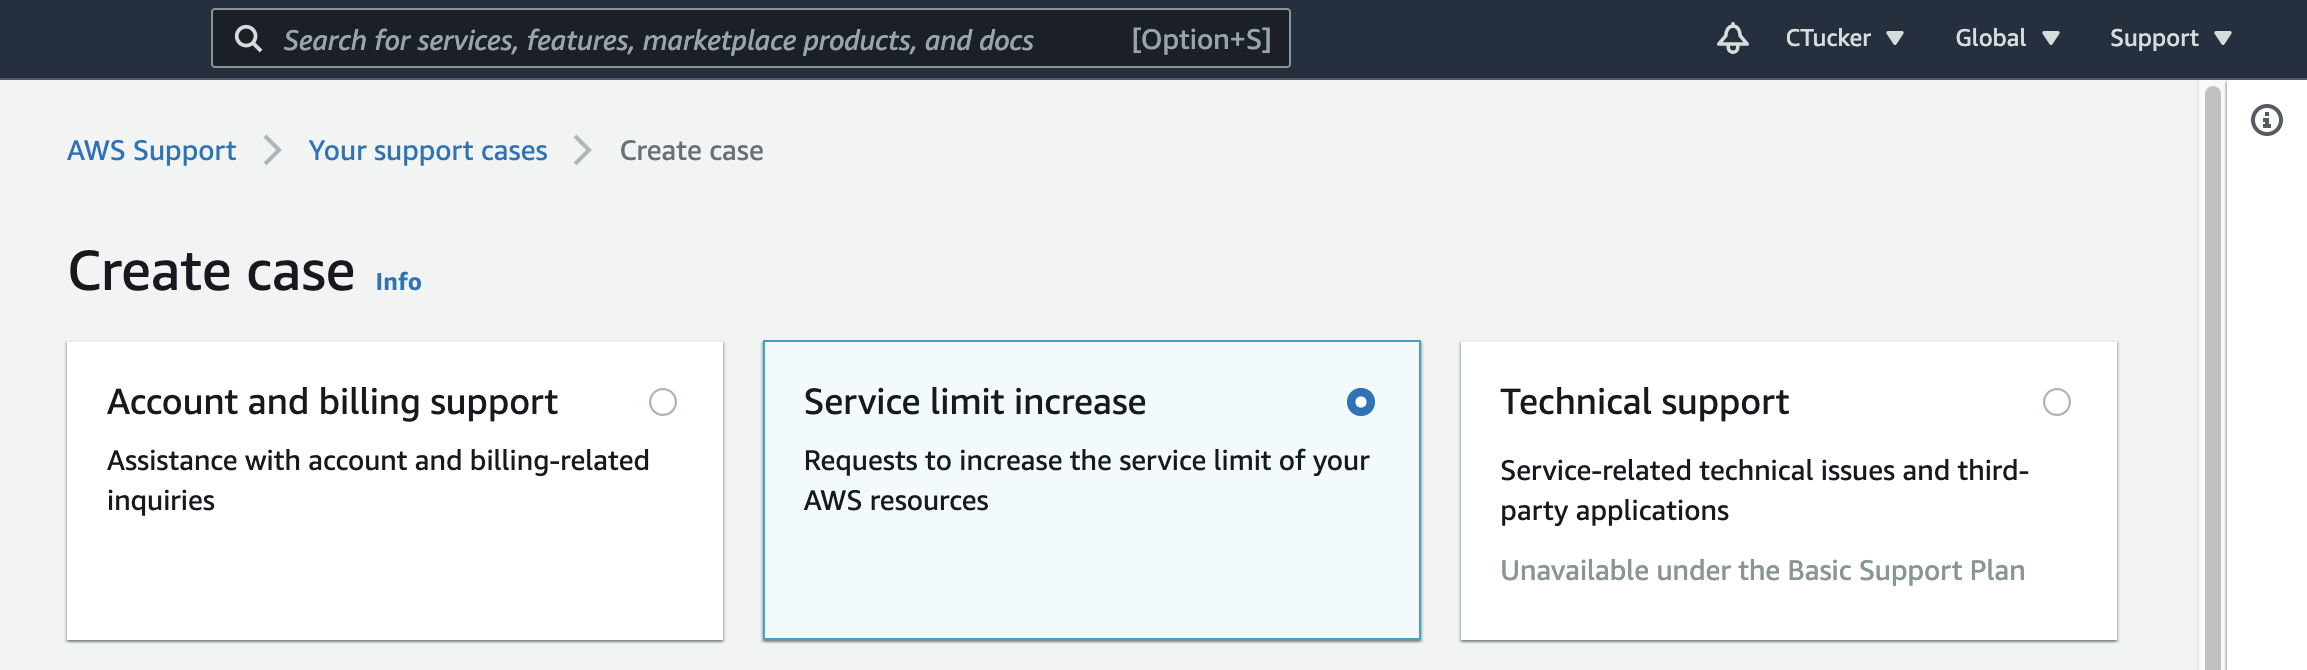 Search for services, features, marketplace products, and docs [Option+S] CTucker Global Support
AWS Support Your support cases Create case
Create case Info
Account and billing support
Assistance with account and billing-related
inquiries
Service limit increase
Requests to increase the service limit of your
AWS resources
Technical support
Service-related technical issues and third-
party applications
Unavailable under the Basic Support Plan